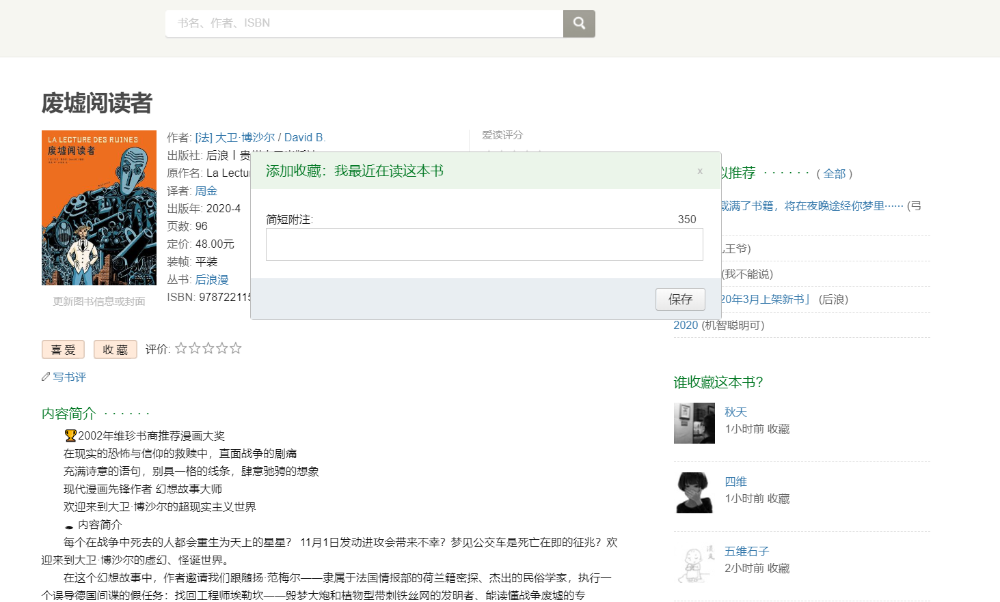 书名、作者、ISBN
废墟阅读者
LA LECTURE DES RUINES
废墟阅读者
更新图书信息或封面
作者: [法] 大卫·博沙尔 / David B.
出版社: 后浪丨贵
原作名: La Lectu
译者: 周金
出版年: 2020-4
页数: 96
定价: 48.00元
装帧: 平装
丛书: 后浪漫
ISBN: 97872211
爱读评分
添加收藏：我最近在读这本书
x
简短附注:
350
保存
推荐 · · · · · · ( 全部 )
载满了书籍，将在夜晚途经你梦里…… (弓
王爷)
(我不能说)
20年3月上架新书」 (后浪)
2020 (机智聪明可)
喜 爱
收 藏
评价:
写书评
内容简介 · · · · · ·
🏆2002年维珍书商推荐漫画大奖
在现实的恐怖与信仰的救赎中，直面战争的剧痛
充满诗意的语句，别具一格的线条，肆意驰骋的想象
现代漫画先锋作者 幻想故事大师
欢迎来到大卫·博沙尔的超现实主义世界
🕳 内容简介
每个在战争中死去的人都会重生为天上的星星？ 11月1日发动进攻会带来不幸？梦见公交车是死亡在即的征兆？欢
迎来到大卫·博沙尔的虚幻、怪诞世界。
在这个幻想故事中，作者邀请我们跟随扬·范梅尔——隶属于法国情报部的荷兰籍密探、杰出的民俗学家，执行一
个误导德国间谍的假任务：找回工程师埃勒坎——毁梦大炮和植物型带刺铁丝网的发明者、能读懂战争废墟的专
谁收藏这本书?
秋天
1小时前 收藏
四维
1小时前 收藏
五维石子
2小时前 收藏